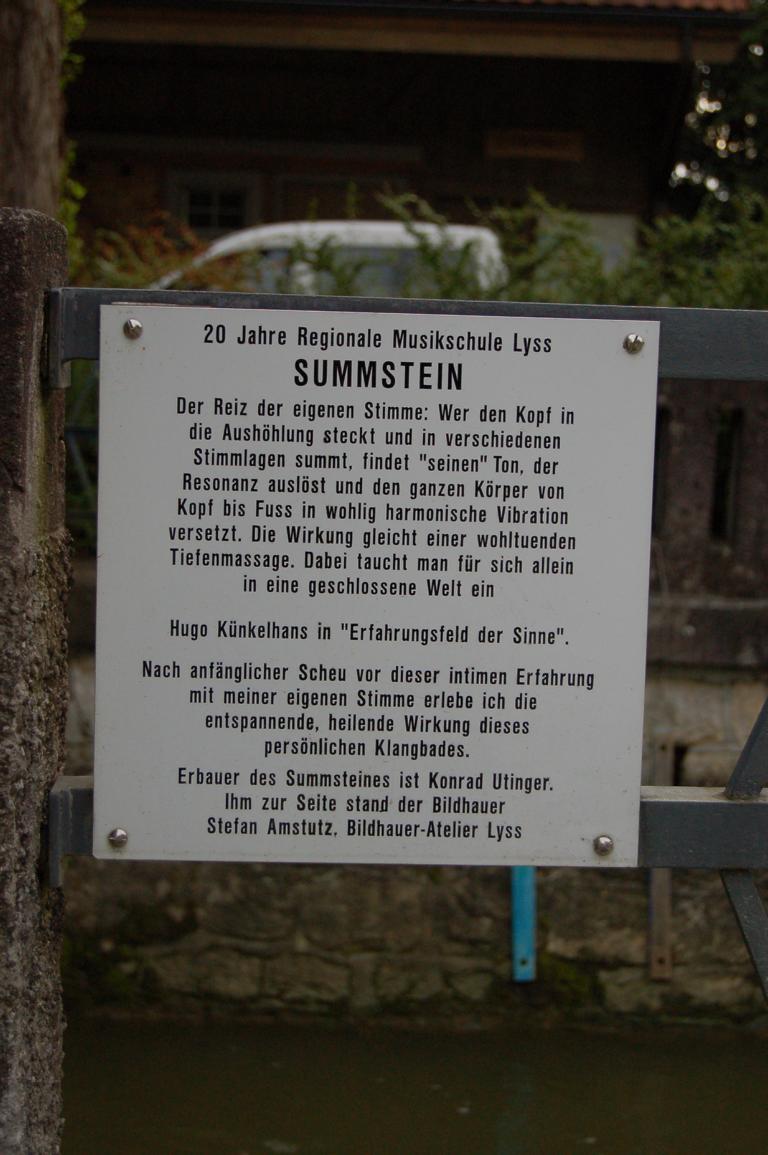 20 Jahre Regionale Musikschule Lyss
SUMMSTEIN
Der Reiz der eigenen Stimme: Wer den Kopf in
die Aushöhlung steckt und in verschiedenen
Stimmlagen summt, findet "seinen" Ton, der
Resonanz auslöst und den ganzen Körper von
Kopf bis Fuss in wohlig harmonische Vibration
versetzt. Die Wirkung gleicht einer wohltuenden
Tiefenmassage. Dabei taucht man für sich allein
in eine geschlossene Welt ein
Hugo Künkelhans in "Erfahrungsfeld der Sinne".
Nach anfänglicher Scheu vor dieser intimen Erfahrung
mit meiner eigenen Stimme erlebe ich die
entspannende, heilende Wirkung dieses
persönlichen Klangbades.
Erbauer des Summsteines ist Konrad Utinger.
Ihm zur Seite stand der Bildhauer
Stefan Amstutz, Bildhauer-Atelier Lyss